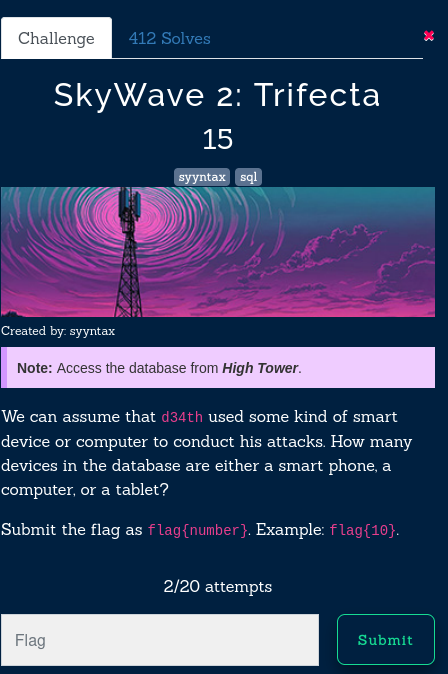 Challenge
412 Solves
✖
SkyWave 2: Trifecta
15
syyntax sql
Created by: syyntax
Note: Access the database from High Tower.
We can assume that d34th used some kind of smart
device or computer to conduct his attacks. How many
devices in the database are either a smart phone, a
computer, or a tablet?
Submit the flag as flag{number}. Example: flag{10}.
2/20 attempts
Flag
Submit